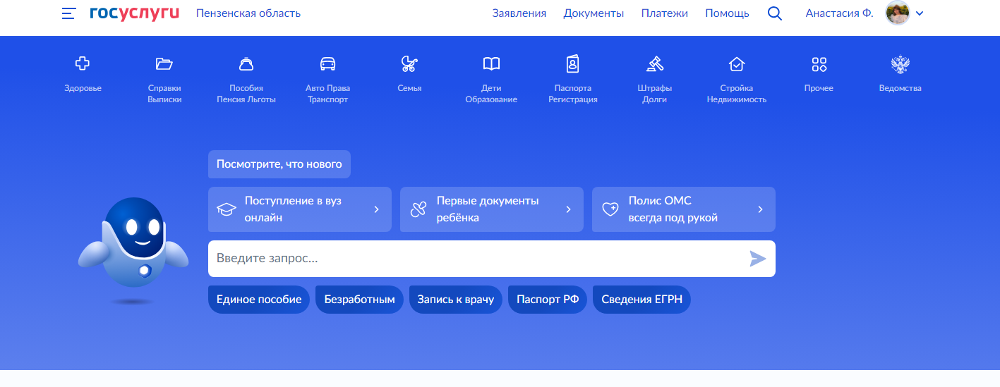 госуслуги Пензенская область Заявления Документы Платежи Помощь Анастасия Ф.
Здоровье
Справки
Выписки
Пособия
Пенсия Льготы
Авто Права
Транспорт
Семья
Дети
Образование
Паспорта
Регистрация
Штрафы
Долги
Стройка
Недвижимость
Прочее
Ведомства
Посмотрите, что нового
Поступление в вуз
онлайн
Первые документы
ребёнка
Полис ОМС
всегда под рукой
Введите запрос...
Единое пособие
Безработным
Запись к врачу
Паспорт РФ
Сведения ЕГРН